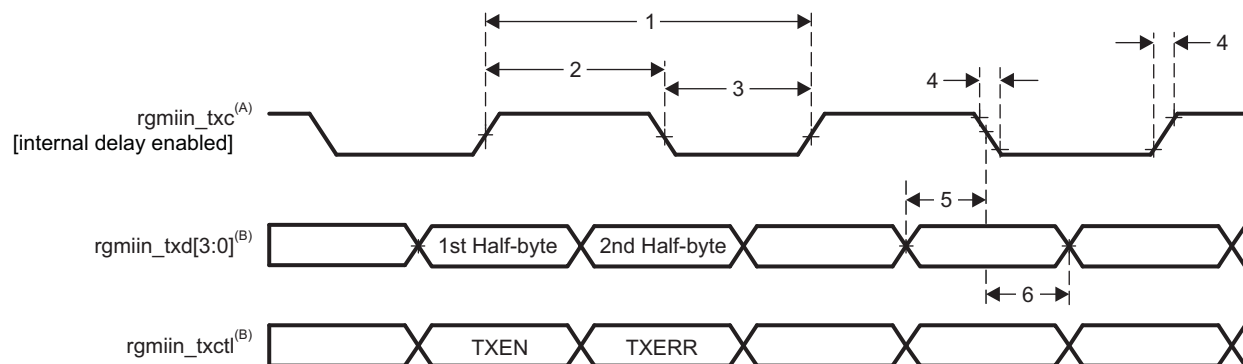 1
4
2
4
3
rgmiin_txc(A)
[internal delay enabled]
5
rgmiin_txd[3:0](B)
1st Half-byte
2nd Half-byte
6
rgmiin_txctl(B)
TXEN
TXERR